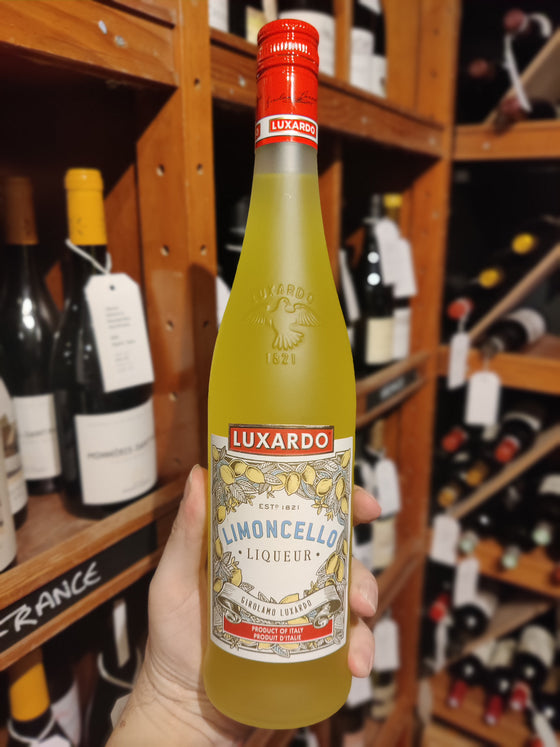 LUXARDO
LUXARDO
1821
LUXARDO
ESTD 1821
LIMONCELLO
• LIQUEUR •
GIROLAMO LUXARDO
PRODUCT OF ITALY
PRODUIT D'ITALIE
FRANCE